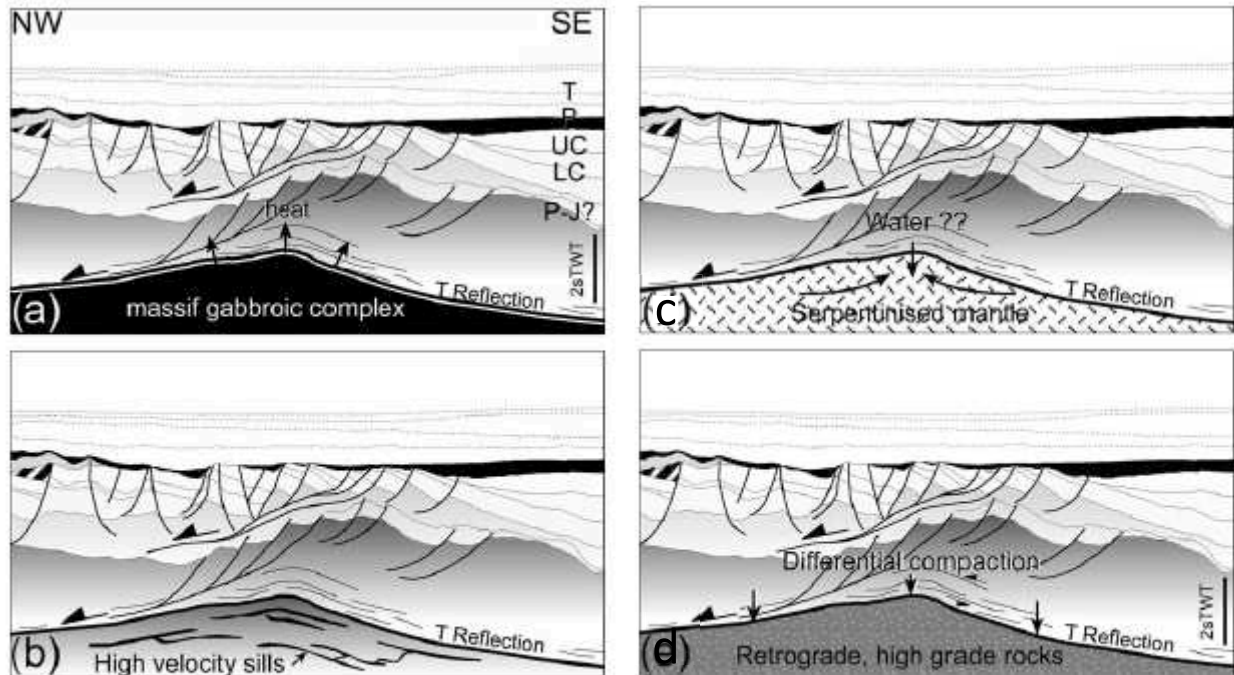 NW SE
T
P
UC
LC
heat
P-J?
2sTWT
T Reflection
massif gabbroic complex
(a)
Water ??
T Reflection
Serpentinised mantle
(c)
T Reflection
High velocity sills
(b)
Differential compaction
2sTWT
T Reflection
Retrograde, high grade rocks
(d)